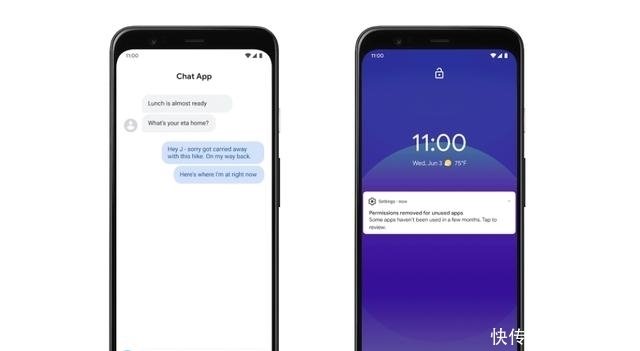 11:00
Chat App
Lunch is almost ready
What's your eta home?
Hey J - sorry got carried away
with this hike. On my way back.
Here's where I'm at right now
11:00
11:00
Wed, Jun 3 75°F
Settings · now
Permissions removed for unused apps
Some apps haven't been used in a few months. Tap to
review.
快传